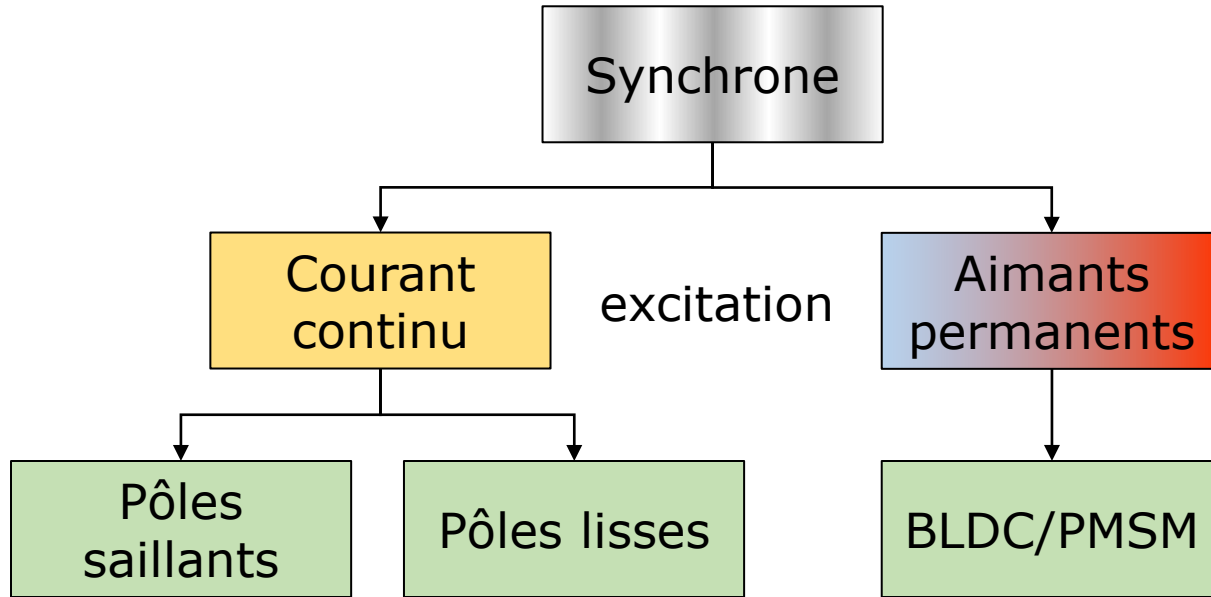 Synchrone
Courant
continu
excitation
Aimants
permanents
Pôles
saillants
Pôles lisses
BLDC/PMSM